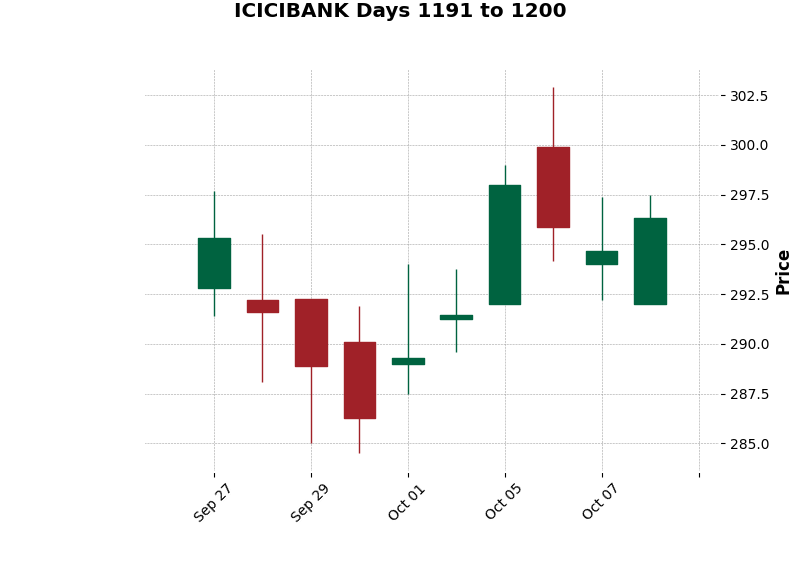 ICICIBANK Days 1191 to 1200
302.5
300.0
297.5
295.0
292.5
290.0
287.5
285.0
Price
Sep 27
Sep 29
Oct 01
Oct 05
Oct 07